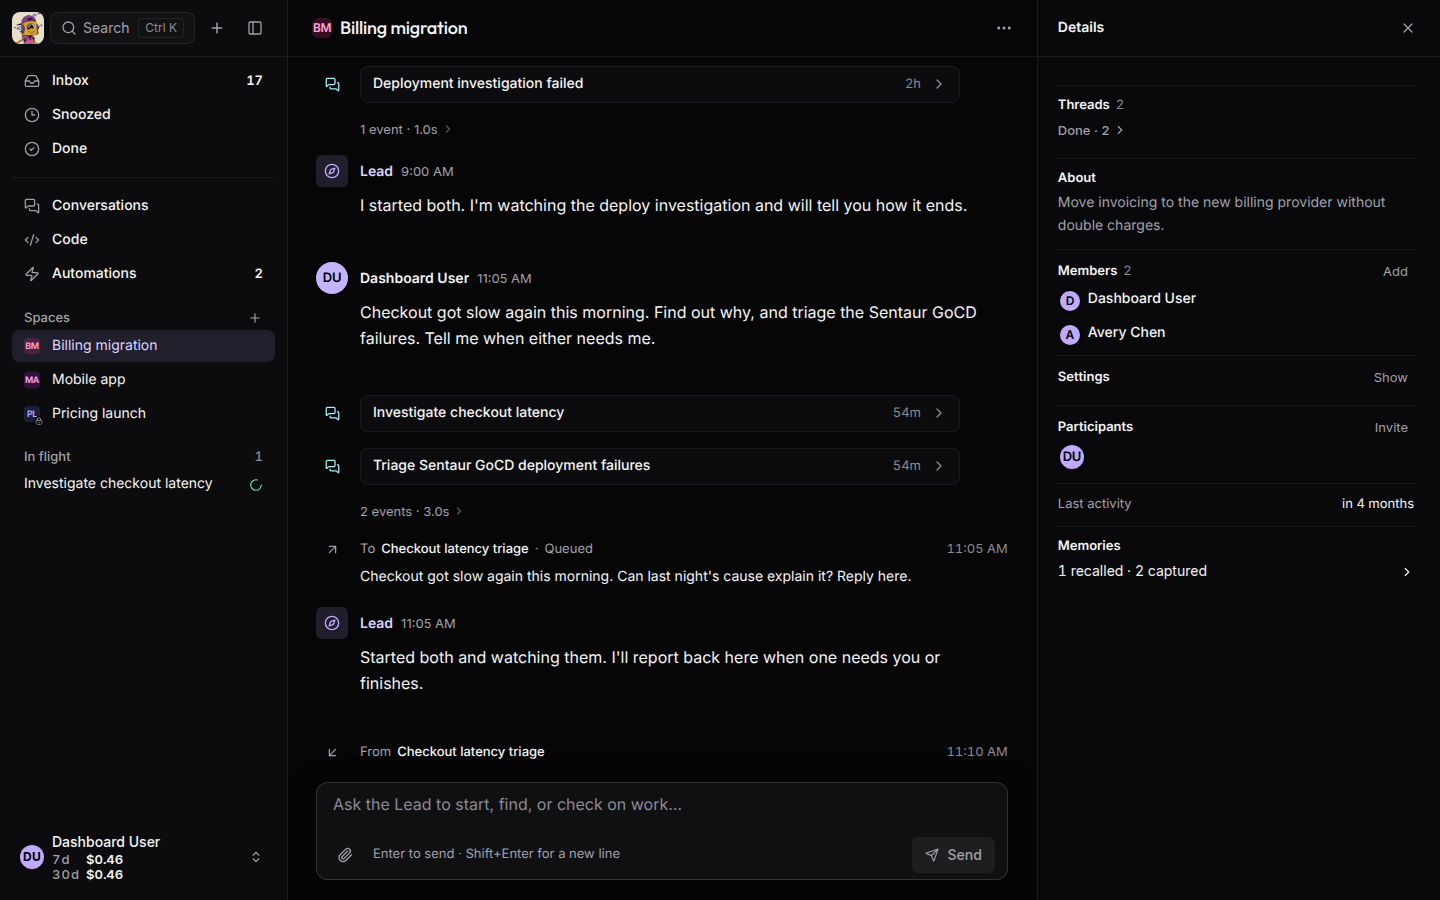 Search Ctrl K
Inbox 17
Snoozed
Done
Conversations
Code
Automations 2
Spaces
BM Billing migration
MA Mobile app
PL Pricing launch
In flight 1
Investigate checkout latency
DU Dashboard User
7d $0.46
30d $0.46
BM Billing migration
Deployment investigation failed 2h
1 event · 1.0s
Lead 9:00 AM
I started both. I'm watching the deploy investigation and will tell you how it ends.
DU Dashboard User 11:05 AM
Checkout got slow again this morning. Find out why, and triage the Sentaur GoCD
failures. Tell me when either needs me.
Investigate checkout latency 54m
Triage Sentaur GoCD deployment failures 54m
2 events · 3.0s
To Checkout latency triage · Queued 11:05 AM
Checkout got slow again this morning. Can last night's cause explain it? Reply here.
Lead 11:05 AM
Started both and watching them. I'll report back here when one needs you or
finishes.
From Checkout latency triage 11:10 AM
Ask the Lead to start, find, or check on work...
Enter to send · Shift+Enter for a new line Send
Details
Threads 2
Done · 2
About
Move invoicing to the new billing provider without
double charges.
Members 2 Add
D Dashboard User
A Avery Chen
Settings Show
Participants Invite
DU
Last activity in 4 months
Memories
1 recalled · 2 captured